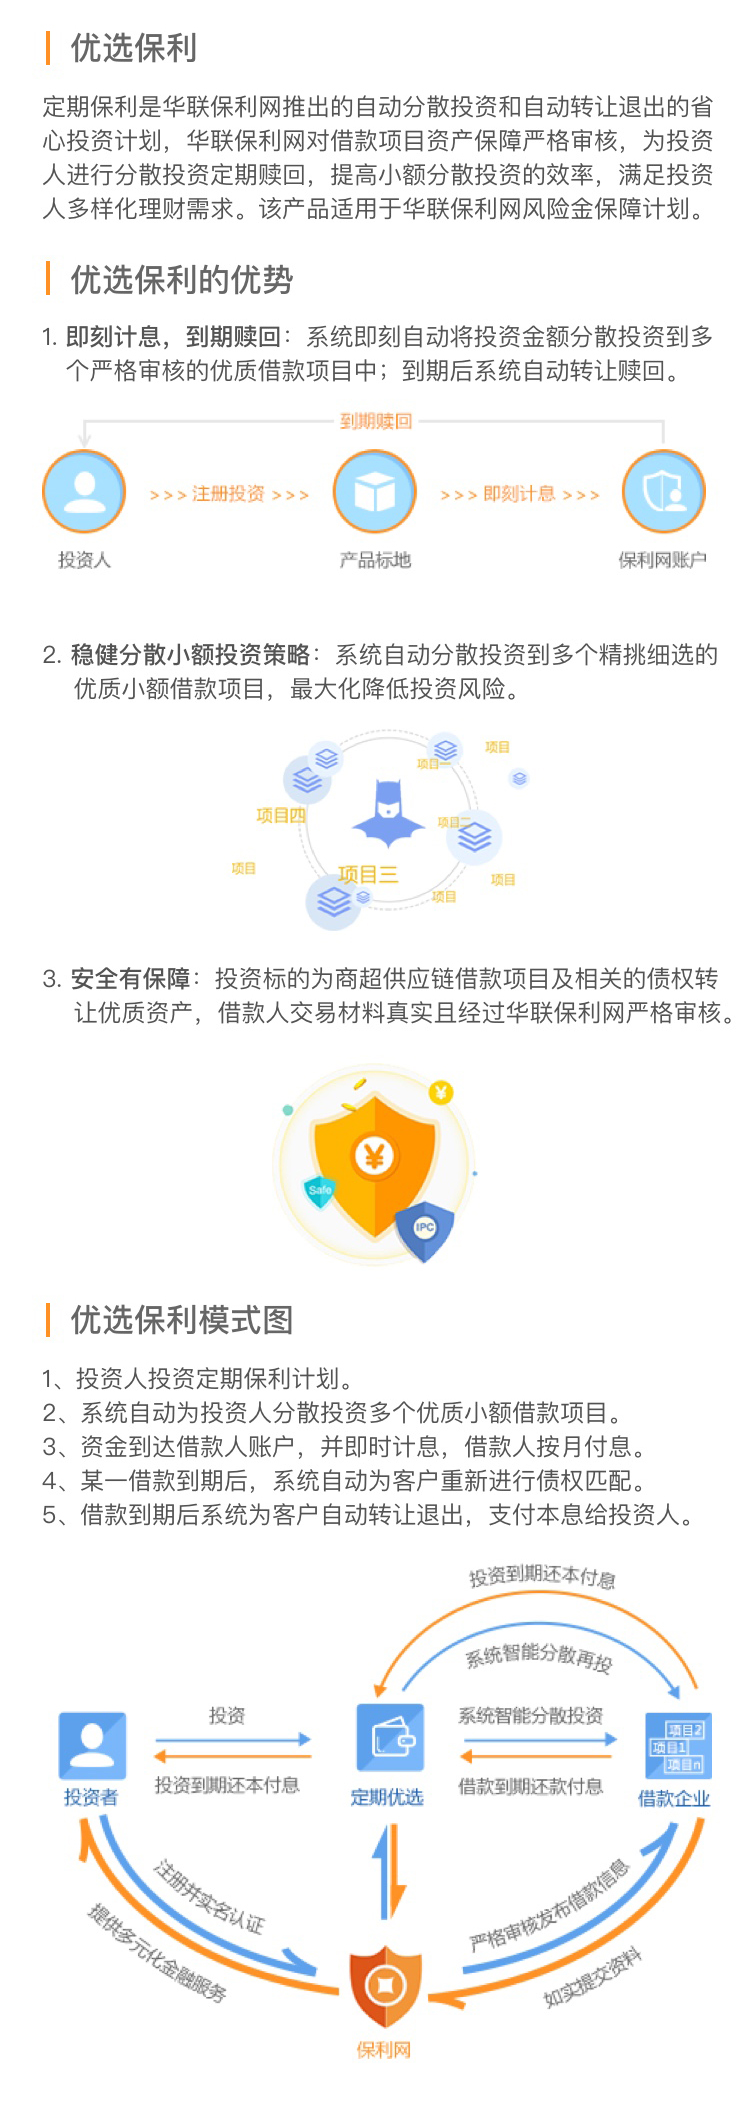 优选保利
定期保利是华联保利网推出的自动分散投资和自动转让退出的省
心投资计划，华联保利网对借款项目资产保障严格审核，为投资
人进行分散投资定期赎回，提高小额分散投资的效率，满足投资
人多样化理财需求。该产品适用于华联保利网风险金保障计划。
优选保利的优势
1. 即刻计息，到期赎回：系统即刻自动将投资金额分散投资到多
个严格审核的优质借款项目中；到期后系统自动转让赎回。
到期赎回
>>> 注册投资 >>>
>>> 即刻计息 >>>
投资人
产品标地
保利网账户
2. 稳健分散小额投资策略：系统自动分散投资到多个精挑细选的
优质小额借款项目，最大化降低投资风险。
项目
项目一
项目四
项目二
项目
项目三
项目
项目
3. 安全有保障：投资标的为商超供应链借款项目及相关的债权转
让优质资产，借款人交易材料真实且经过华联保利网严格审核。
¥
¥
Safe
IPC
优选保利模式图
1、投资人投资定期保利计划。
2、系统自动为投资人分散投资多个优质小额借款项目。
3、资金到达借款人账户，并即时计息，借款人按月付息。
4、某一借款到期后，系统自动为客户重新进行债权匹配。
5、借款到期后系统为客户自动转让退出，支付本息给投资人。
投资到期还本付息
系统智能分散再投
投资
系统智能分散投资
项目2
项目1
项目n
投资到期还本付息
借款到期还款付息
投资者
定期优选
借款企业
注册并实名认证
提供多元化金融服务
严格审核发布借款信息
如实提交资料
保利网